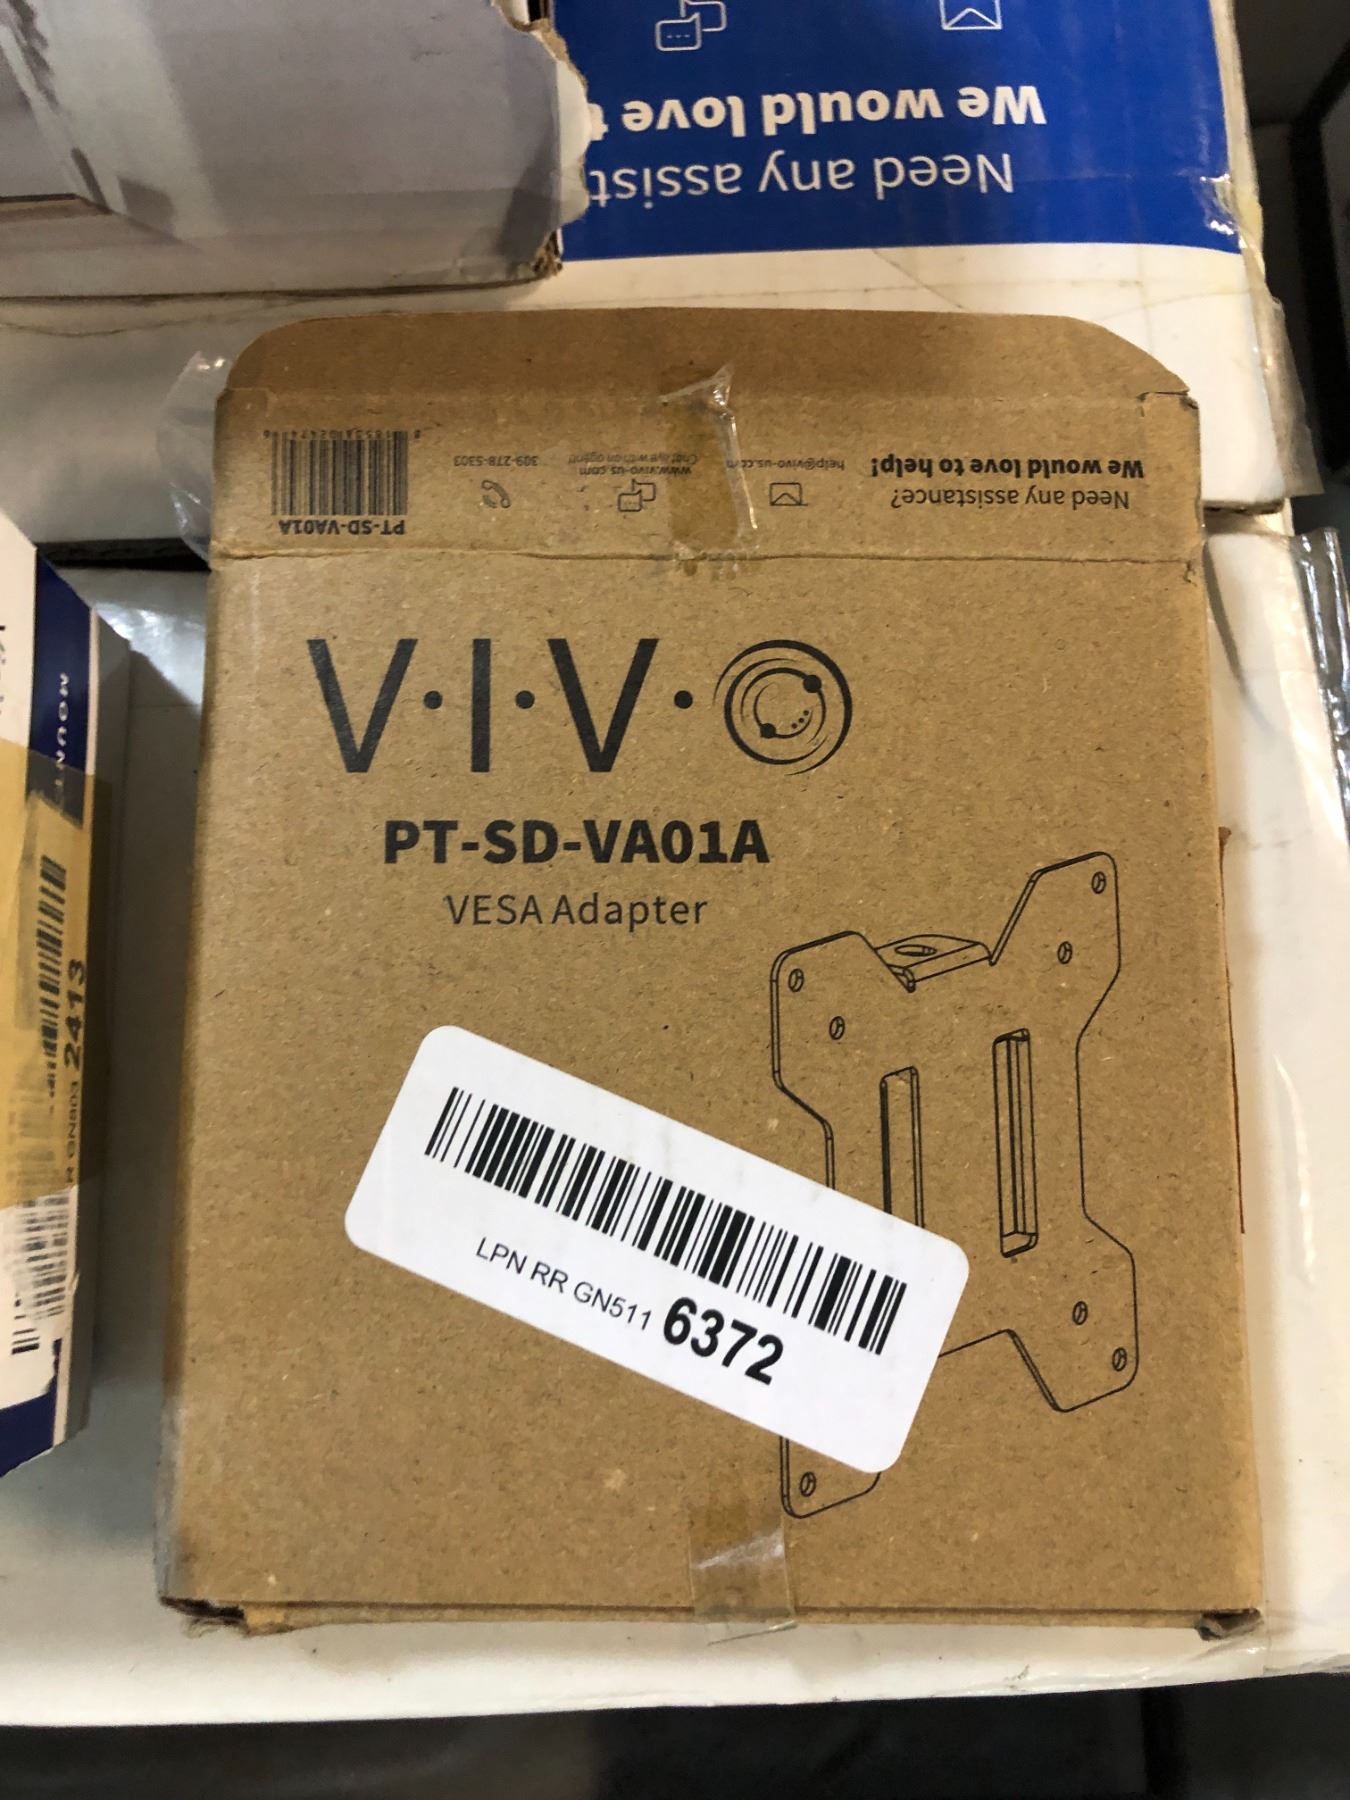 Need any assist
We would love t
Need any assistance?
We would love to help!
help@vivo-us.com
www.vivo-us.com
Chat live with an agent!
309-278-5303
PT-SD-VA01A
V·I·V·O
PT-SD-VA01A
VESA Adapter
LPN RR GN511 6372
MOUNT
GN803 2413